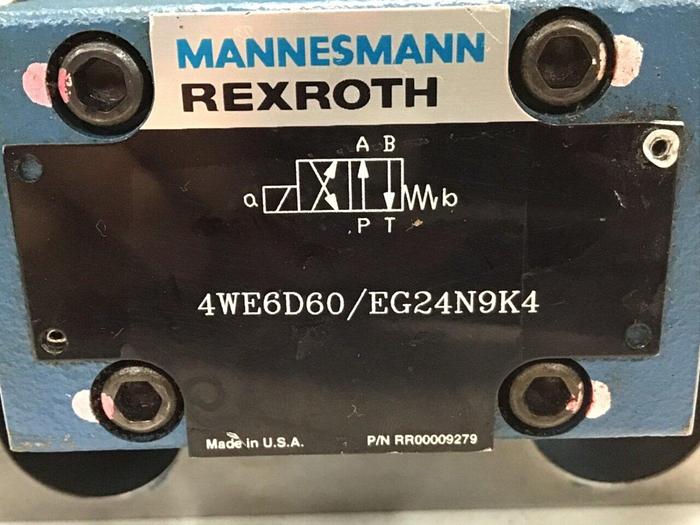 MANNESMANN
REXROTH
A B
a b
P T
4WE6D60/EG24N9K4
Made in U.S.A. P/N RR00009279